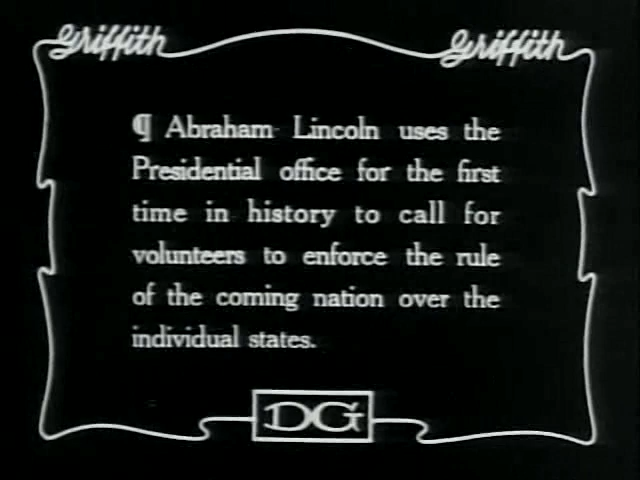 Griffith Griffith
¶ Abraham Lincoln uses the
Presidential office for the first
time in history to call for
volunteers to enforce the rule
of the coming nation over the
individual states.
DG